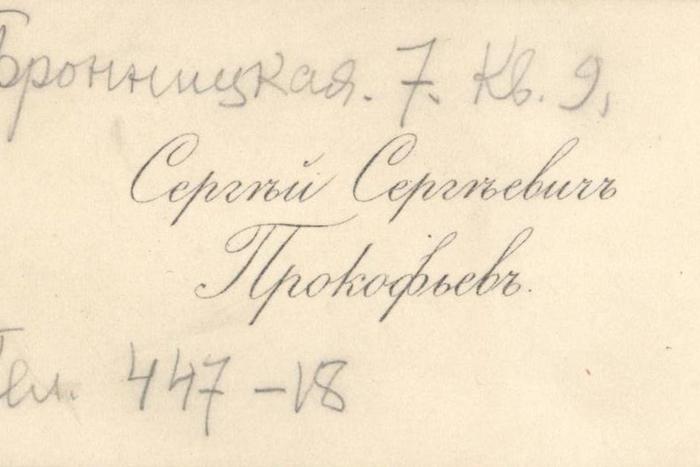 Бронницкая. 7. Кв. 9,
Сергѣй Сергѣевичъ
Прокофьевъ.
Тел. 447-18